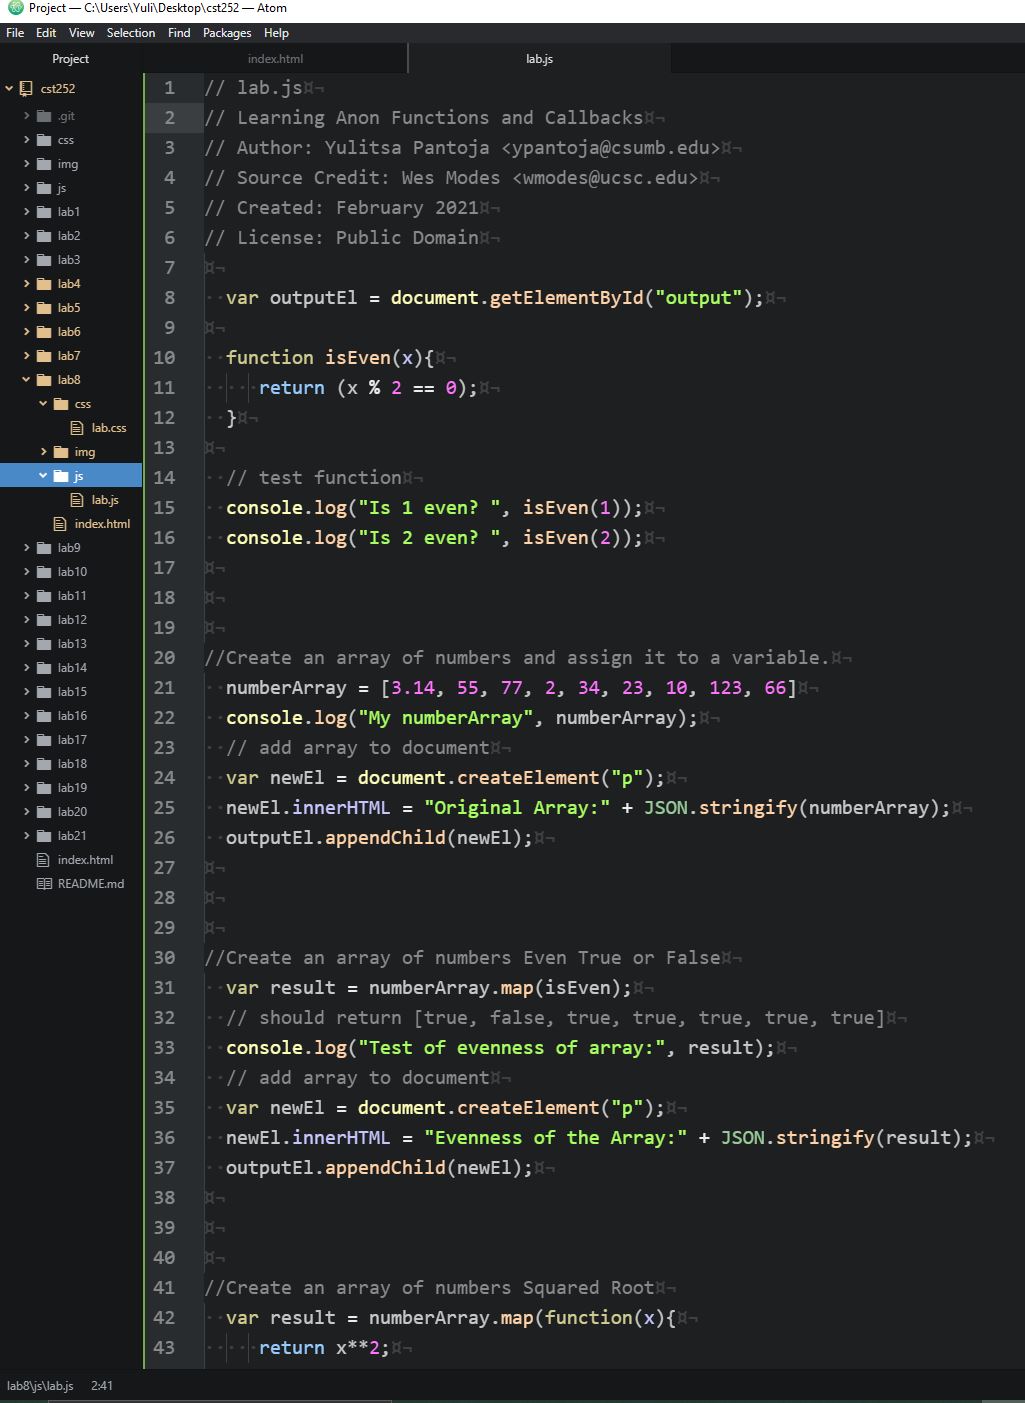 Project — C:\Users\Yuli\Desktop\cst252 — Atom
File Edit View Selection Find Packages Help
Project
index.html
lab.js
cst252
.git
css
img
js
lab1
lab2
lab3
lab4
lab5
lab6
lab7
lab8
css
lab.css
img
js
lab.js
index.html
lab9
lab10
lab11
lab12
lab13
lab14
lab15
lab16
lab17
lab18
lab19
lab20
lab21
index.html
README.md
1 // lab.js¤¬
2 // Learning Anon Functions and Callbacks¤¬
3 // Author: Yulitsa Pantoja <ypantoja@csumb.edu>¤¬
4 // Source Credit: Wes Modes <wmodes@ucsc.edu>¤¬
5 // Created: February 2021¤¬
6 // License: Public Domain¤¬
7 ¤¬
8 ··var outputEl = document.getElementById("output");¤¬
9 ¤¬
10 ··function isEven(x){¤¬
11 ·····return (x % 2 == 0);¤¬
12 ··}¤¬
13 ¤¬
14 ··// test function¤¬
15 ··console.log("Is 1 even? ", isEven(1));¤¬
16 ··console.log("Is 2 even? ", isEven(2));¤¬
17 ¤¬
18 ¤¬
19 ¤¬
20 //Create an array of numbers and assign it to a variable.¤¬
21 ··numberArray = [3.14, 55, 77, 2, 34, 23, 10, 123, 66]¤¬
22 ··console.log("My numberArray", numberArray);¤¬
23 ··// add array to document¤¬
24 ··var newEl = document.createElement("p");¤¬
25 ··newEl.innerHTML = "Original Array:" + JSON.stringify(numberArray);¤¬
26 ··outputEl.appendChild(newEl);¤¬
27 ¤¬
28 ¤¬
29 ¤¬
30 //Create an array of numbers Even True or False¤¬
31 ··var result = numberArray.map(isEven);¤¬
32 ··// should return [true, false, true, true, true, true, true]¤¬
33 ··console.log("Test of evenness of array:", result);¤¬
34 ··// add array to document¤¬
35 ··var newEl = document.createElement("p");¤¬
36 ··newEl.innerHTML = "Evenness of the Array:" + JSON.stringify(result);¤¬
37 ··outputEl.appendChild(newEl);¤¬
38 ¤¬
39 ¤¬
40 ¤¬
41 //Create an array of numbers Squared Root¤¬
42 ··var result = numberArray.map(function(x){¤¬
43 ·····return x**2;¤¬
lab8\js\lab.js 2:41